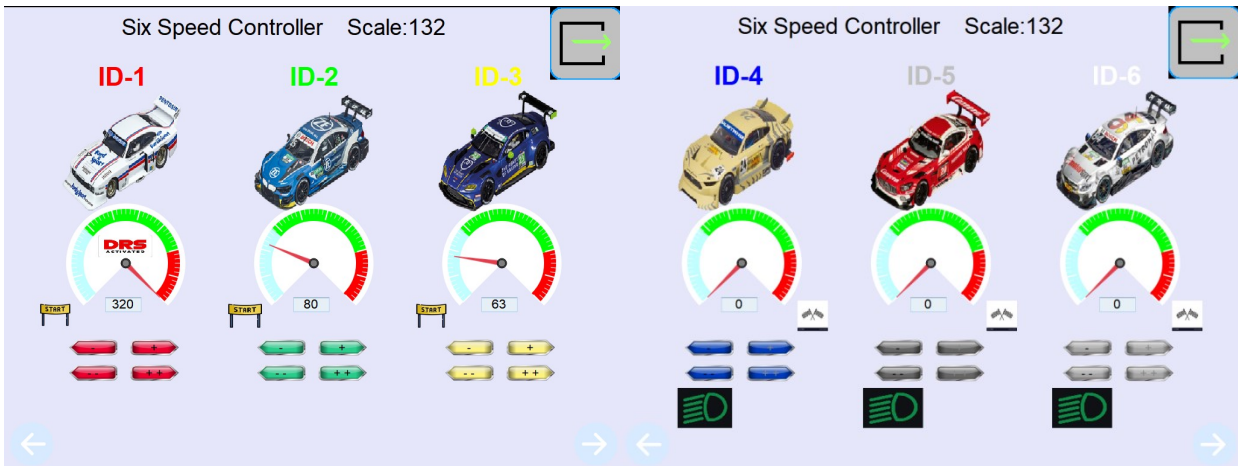 Six Speed Controller Scale:132
ID-1 ID-2 ID-3
DRS
ACTIVATED
320 80 63
START START START
- + - + - +
-- ++ -- ++ -- ++
Six Speed Controller Scale:132
ID-4 ID-5 ID-6
0 0 0
- + - + - +
-- ++ -- ++ -- ++